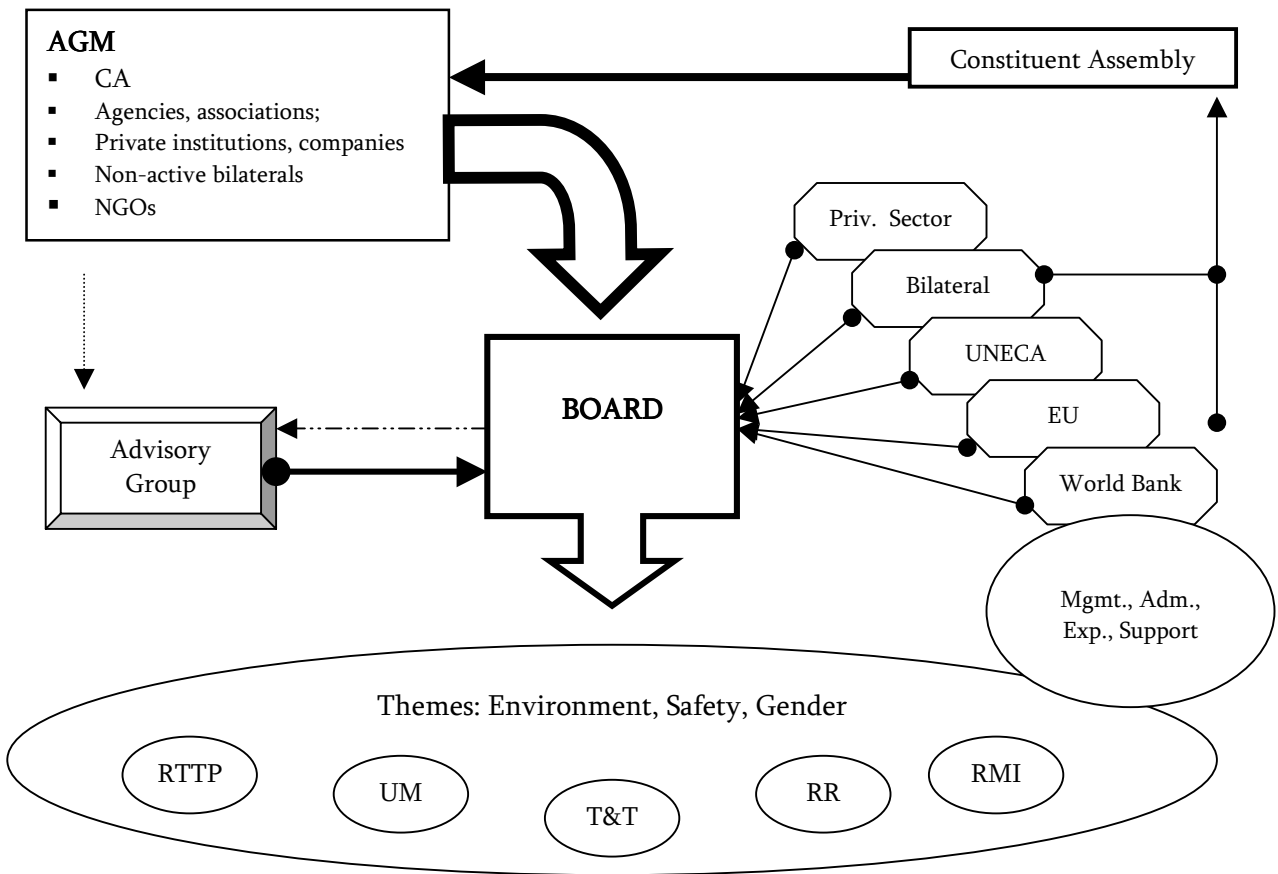 AGM
▪ CA
▪ Agencies, associations;
▪ Private institutions, companies
▪ Non-active bilaterals
▪ NGOs
Constituent Assembly
Priv. Sector
Bilateral
UNECA
EU
World Bank
BOARD
Advisory
Group
Mgmt., Adm.,
Exp., Support
Themes: Environment, Safety, Gender
RTTP
UM
T&T
RR
RMI